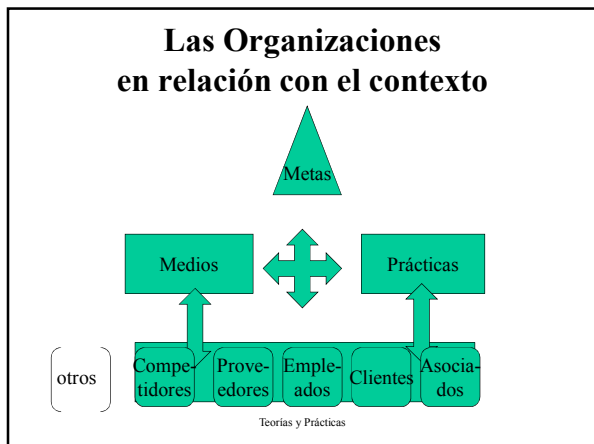 Las Organizaciones
en relación con el contexto
Metas
Medios
Prácticas
otros
Compe-
tidores
Prove-
edores
Emple-
ados
Clientes
Asocia-
dos
Teorías y Prácticas